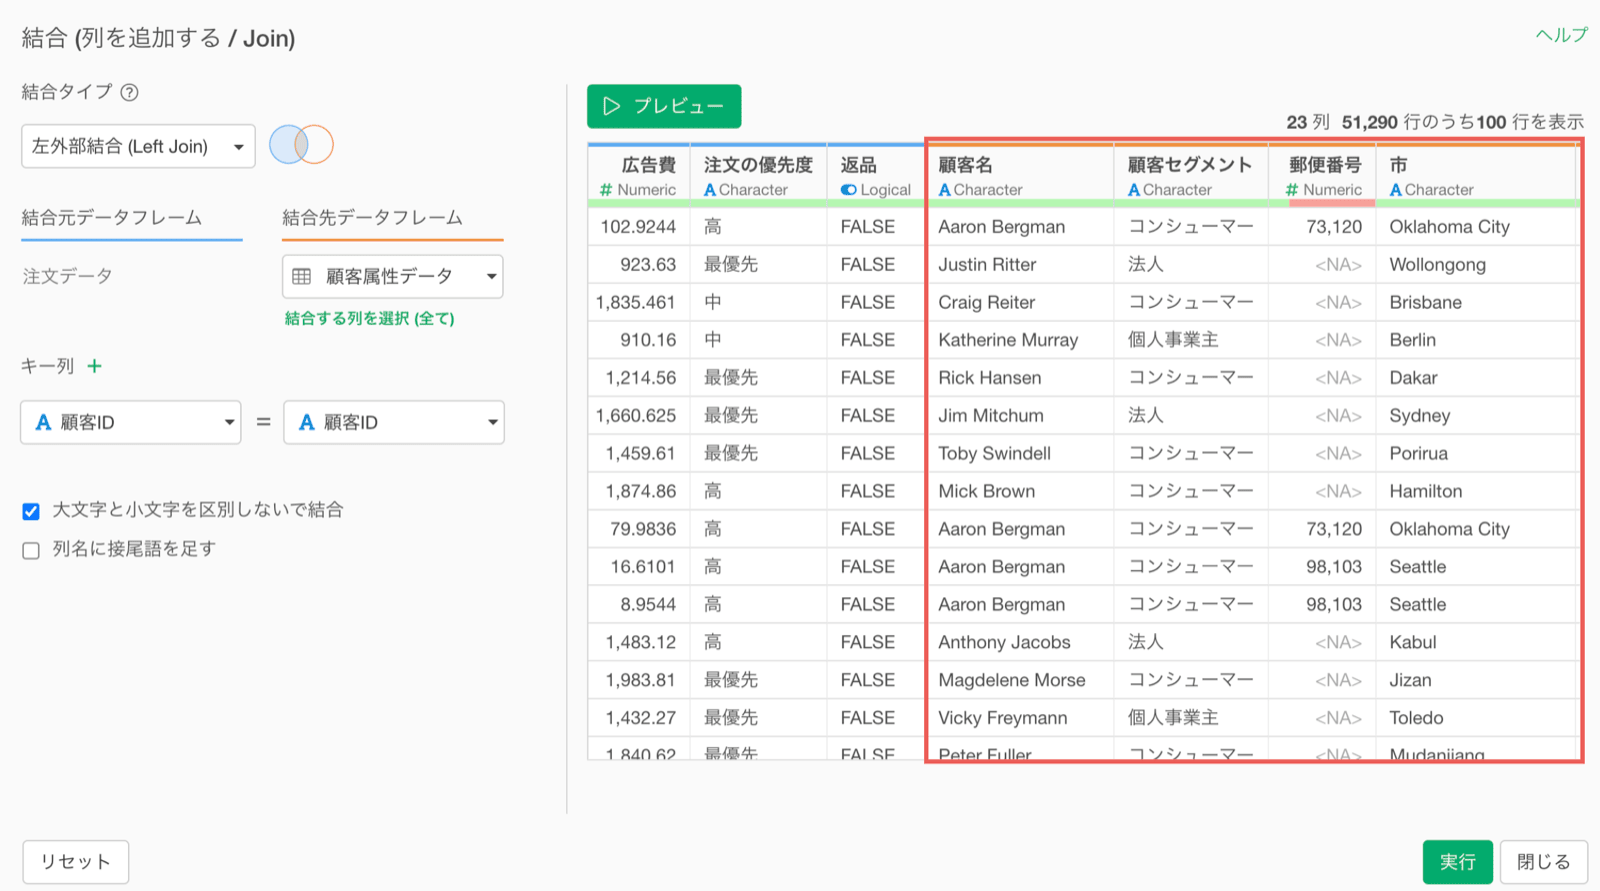 結合 (列を追加する / Join)
ヘルプ
結合タイプ ?
左外部結合 (Left Join)
結合元データフレーム
結合先データフレーム
注文データ
顧客属性データ
結合する列を選択 (全て)
キー列 +
A 顧客ID = A 顧客ID
大文字と小文字を区別しないで結合
列名に接尾語を足す
プレビュー
23 列 51,290 行のうち100 行を表示
広告費 注文の優先度 返品 顧客名 顧客セグメント 郵便番号 市
# Numeric A Character Logical A Character A Character # Numeric A Character
102.9244 高 FALSE Aaron Bergman コンシューマー 73,120 Oklahoma City
923.63 最優先 FALSE Justin Ritter 法人 <NA> Wollongong
1,835.461 中 FALSE Craig Reiter コンシューマー <NA> Brisbane
910.16 中 FALSE Katherine Murray 個人事業主 <NA> Berlin
1,214.56 最優先 FALSE Rick Hansen コンシューマー <NA> Dakar
1,660.625 最優先 FALSE Jim Mitchum 法人 <NA> Sydney
1,459.61 最優先 FALSE Toby Swindell コンシューマー <NA> Porirua
1,874.86 高 FALSE Mick Brown コンシューマー <NA> Hamilton
79.9836 高 FALSE Aaron Bergman コンシューマー 73,120 Oklahoma City
16.6101 高 FALSE Aaron Bergman コンシューマー 98,103 Seattle
8.9544 高 FALSE Aaron Bergman コンシューマー 98,103 Seattle
1,483.12 高 FALSE Anthony Jacobs 法人 <NA> Kabul
1,983.81 最優先 FALSE Magdelene Morse コンシューマー <NA> Jizan
1,432.27 最優先 FALSE Vicky Freymann 個人事業主 <NA> Toledo
1,840.62 最優先 FALSE Peter Fuller コンシューマー <NA> Mudanjiang
リセット
実行
閉じる